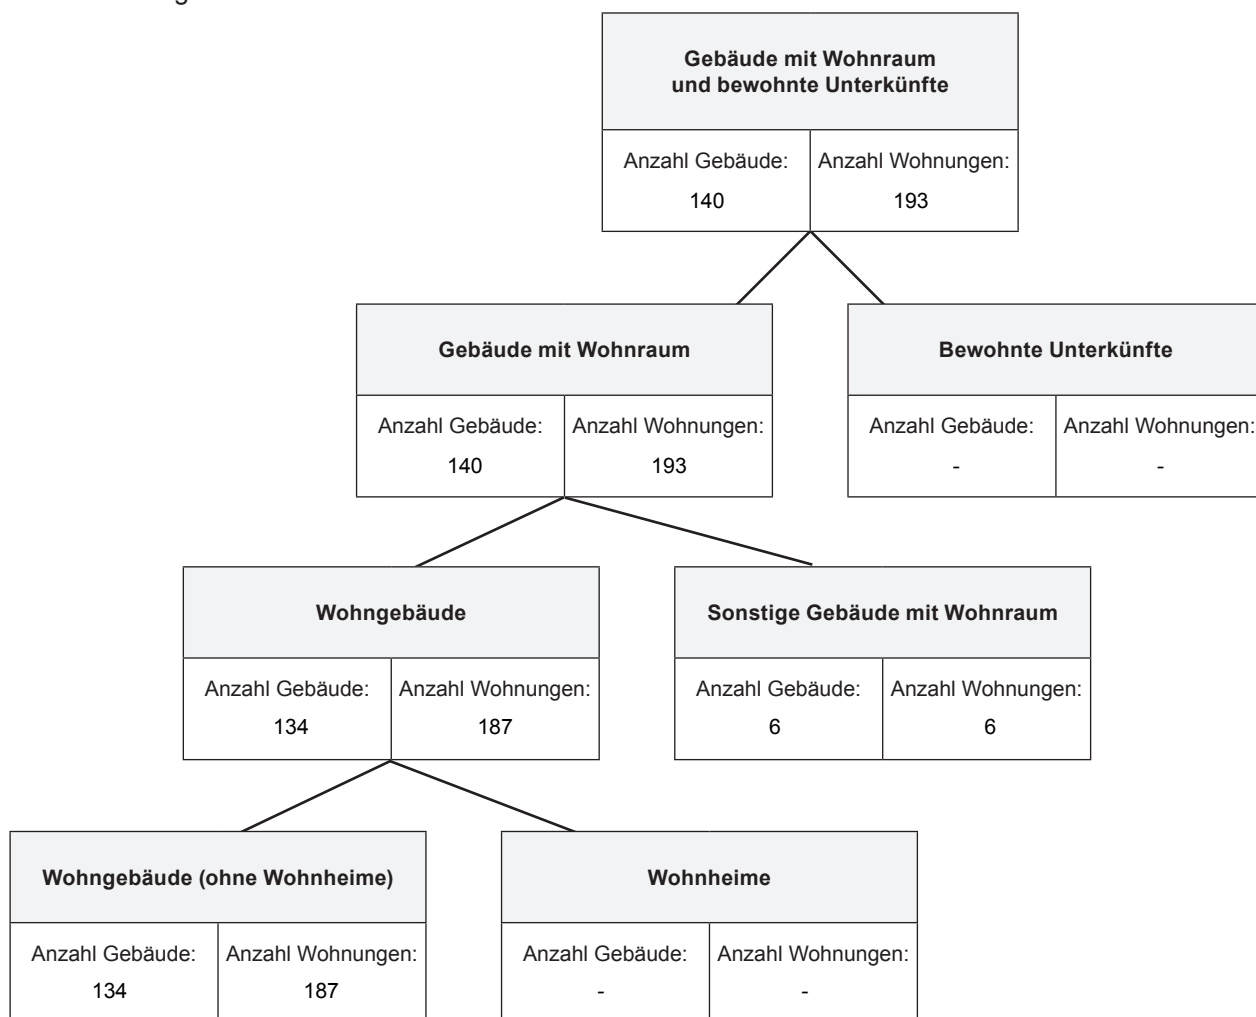 Gebäude mit Wohnraum
und bewohnte Unterkünfte
Anzahl Gebäude: Anzahl Wohnungen:
140 193
Gebäude mit Wohnraum
Bewohnte Unterkünfte
Anzahl Gebäude: Anzahl Wohnungen:
140 193
Anzahl Gebäude: Anzahl Wohnungen:
- -
Wohngebäude
Sonstige Gebäude mit Wohnraum
Anzahl Gebäude: Anzahl Wohnungen:
134 187
Anzahl Gebäude: Anzahl Wohnungen:
6 6
Wohngebäude (ohne Wohnheime)
Wohnheime
Anzahl Gebäude: Anzahl Wohnungen:
134 187
Anzahl Gebäude: Anzahl Wohnungen:
- -